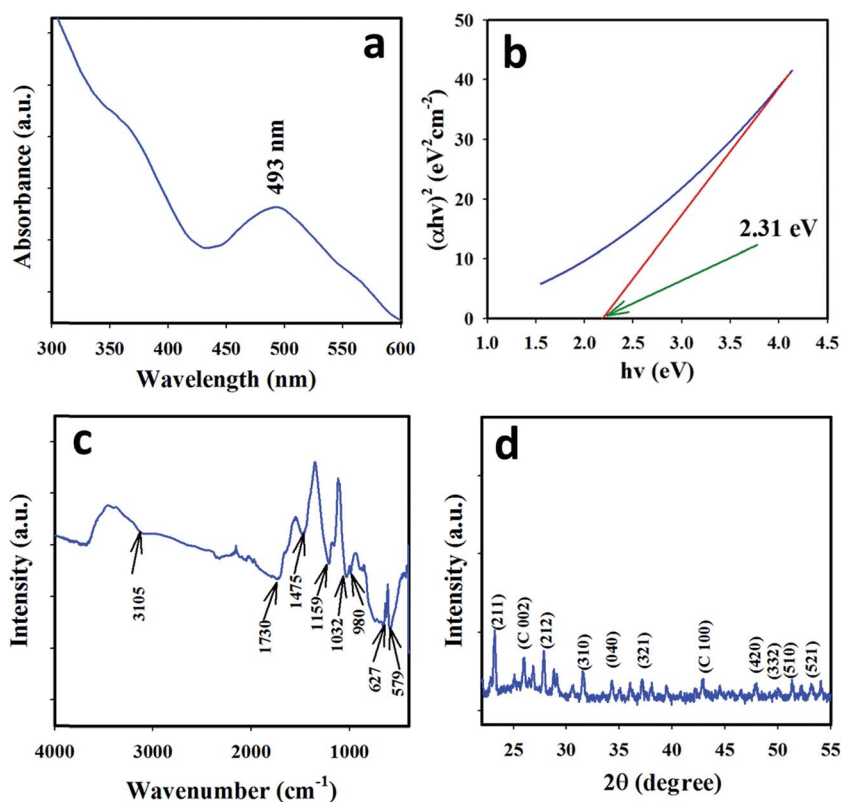 a
Absorbance (a.u.)
493 nm
300 350 400 450 500 550 600
Wavelength (nm)
b
(αhν)² (eV²cm⁻²)
50
40
30
20
10
0
2.31 eV
1.0 1.5 2.0 2.5 3.0 3.5 4.0 4.5
hν (eV)
c
Intensity (a.u.)
3105
1730
1475
1159
1032
980
627
579
4000 3000 2000 1000
Wavenumber (cm⁻¹)
d
Intensity (a.u.)
(211)
(C 002)
(212)
(310)
(040)
(321)
(C 100)
(420)
(332)
(510)
(521)
25 30 35 40 45 50 55
2θ (degree)